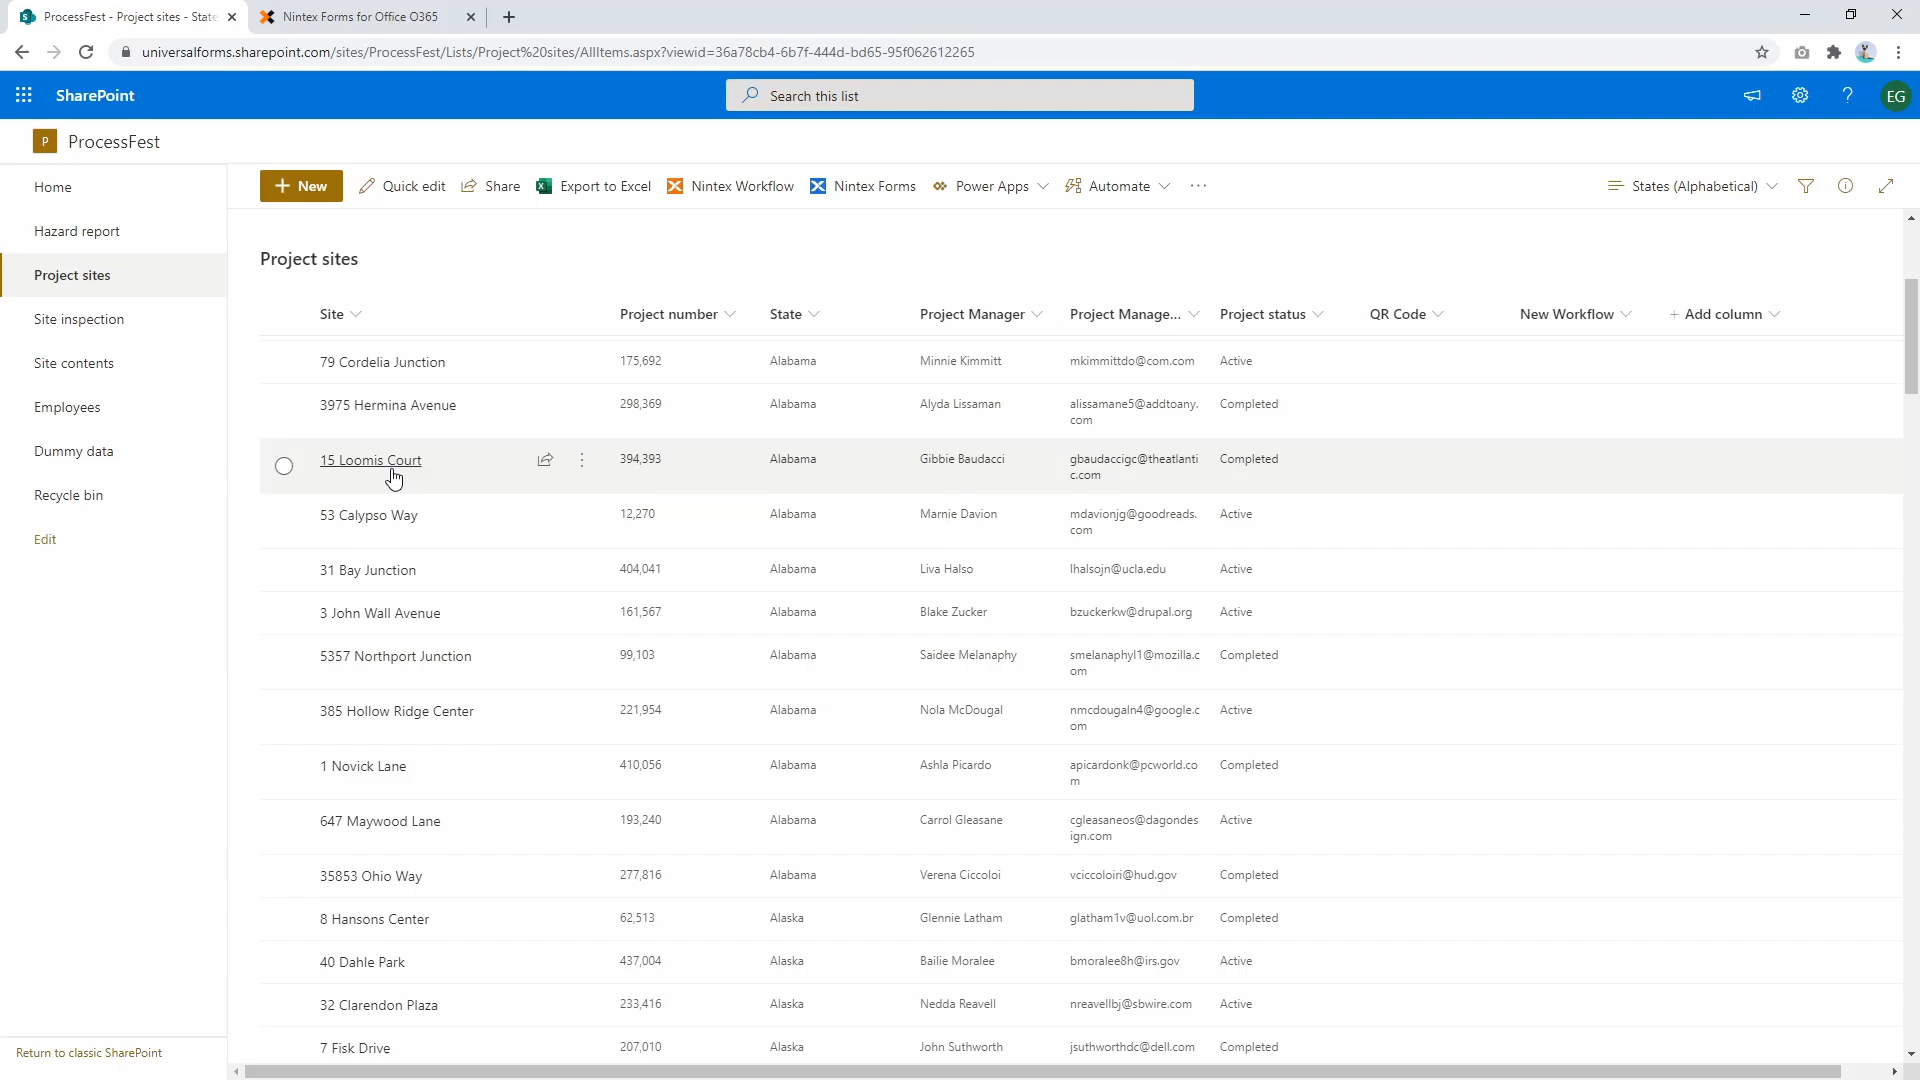 ProcessFest - Project sites - State
Nintex Forms for Office O365
universalforms.sharepoint.com/sites/ProcessFest/Lists/Project%20sites/AllItems.aspx?viewid=36a78cb4-6b7f-444d-bd65-95f062612265
SharePoint
Search this list
EG
P
ProcessFest
Home
Hazard report
Project sites
Site inspection
Site contents
Employees
Dummy data
Recycle bin
Edit
Return to classic SharePoint
New Quick edit Share Export to Excel Nintex Workflow Nintex Forms Power Apps Automate States (Alphabetical)
Project sites
Site Project number State Project Manager Project Manage... Project status QR Code New Workflow + Add column
79 Cordelia Junction 175,692 Alabama Minnie Kimmitt mkimmittdo@com.com Active
3975 Hermina Avenue 298,369 Alabama Alyda Lissaman alissamane5@addtoany. Completed
com
15 Loomis Court 394,393 Alabama Gibbie Baudacci gbaudaccigc@theatlanti Completed
c.com
53 Calypso Way 12,270 Alabama Marnie Davion mdavionjg@goodreads. Active
com
31 Bay Junction 404,041 Alabama Liva Halso lhalsojn@ucla.edu Active
3 John Wall Avenue 161,567 Alabama Blake Zucker bzuckerkw@drupal.org Active
5357 Northport Junction 99,103 Alabama Saidee Melanaphy smelanaphyl1@mozilla.c Completed
om
385 Hollow Ridge Center 221,954 Alabama Nola McDougal nmcdougaln4@google.c Active
om
1 Novick Lane 410,056 Alabama Ashla Picardo apicardonk@pcworld.co Completed
m
647 Maywood Lane 193,240 Alabama Carrol Gleasane cgleasaneos@dagondes Active
ign.com
35853 Ohio Way 277,816 Alabama Verena Ciccoloi vciccoloiri@hud.gov Completed
8 Hansons Center 62,513 Alaska Glennie Latham glatham1v@uol.com.br Completed
40 Dahle Park 437,004 Alaska Bailie Moralee bmoralee8h@irs.gov Active
32 Clarendon Plaza 233,416 Alaska Nedda Reavell nreavellbj@sbwire.com Active
7 Fisk Drive 207,010 Alaska John Suthworth jsuthworthdc@dell.com Completed